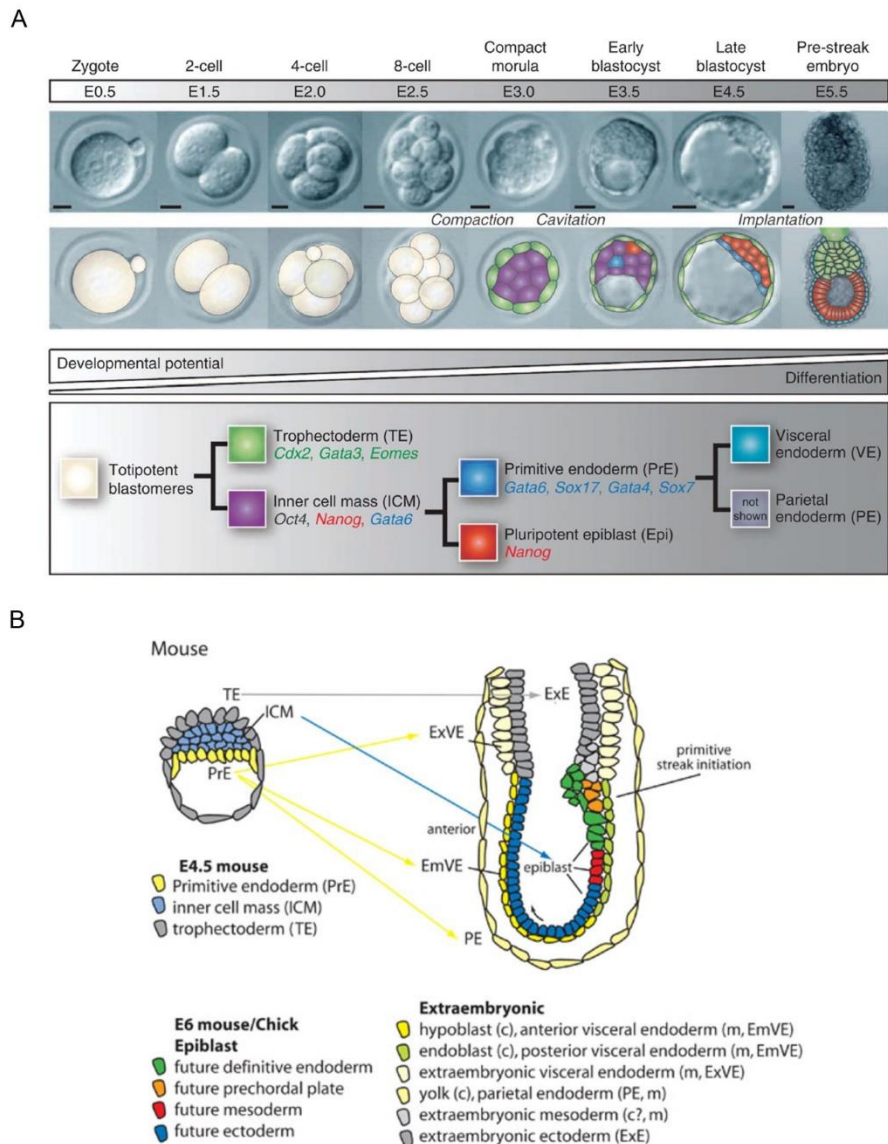 A
Zygote 2-cell 4-cell 8-cell Compact morula Early blastocyst Late blastocyst Pre-streak embryo
E0.5 E1.5 E2.0 E2.5 E3.0 E3.5 E4.5 E5.5
Compaction Cavitation Implantation
Developmental potential
Differentiation
Totipotent blastomeres
Trophectoderm (TE)
Cdx2, Gata3, Eomes
Inner cell mass (ICM)
Oct4, Nanog, Gata6
Primitive endoderm (PrE)
Gata6, Sox17, Gata4, Sox7
Pluripotent epiblast (Epi)
Nanog
Visceral endoderm (VE)
not shown
Parietal endoderm (PE)
B
Mouse
TE
ICM
PrE
ExE
ExVE
primitive streak initiation
anterior
EmVE
epiblast
PE
E4.5 mouse
Primitive endoderm (PrE)
inner cell mass (ICM)
trophectoderm (TE)
E6 mouse/Chick
Epiblast
future definitive endoderm
future prechordal plate
future mesoderm
future ectoderm
Extraembryonic
hypoblast (c), anterior visceral endoderm (m, EmVE)
endoblast (c), posterior visceral endoderm (m, EmVE)
extraembryonic visceral endoderm (m, ExVE)
yolk (c), parietal endoderm (PE, m)
extraembryonic mesoderm (c?, m)
extraembryonic ectoderm (ExE)